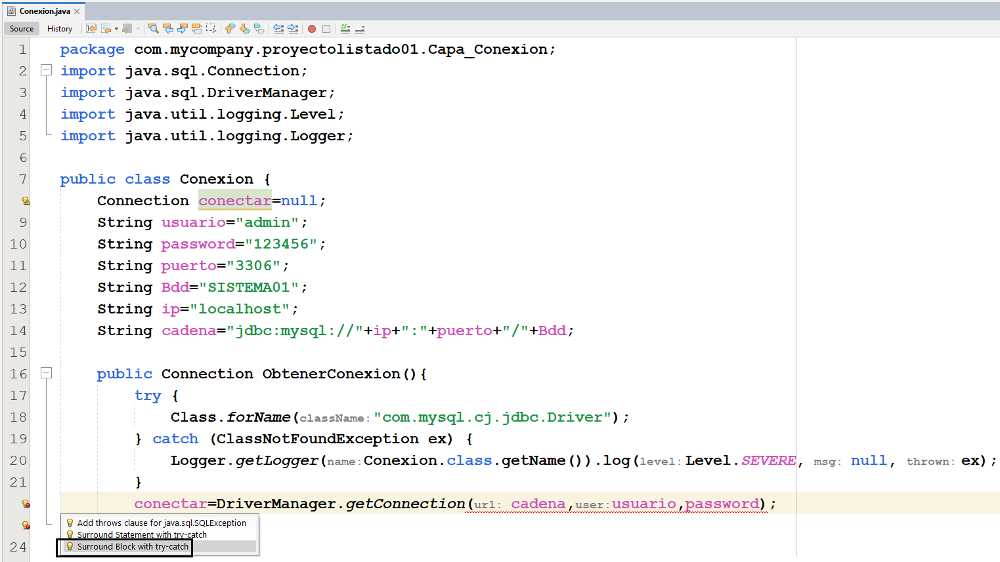 Conexion.java
Source History
1 package com.mycompany.proyectolistado01.Capa_Conexion;
2 import java.sql.Connection;
3 import java.sql.DriverManager;
4 import java.util.logging.Level;
5 import java.util.logging.Logger;
6
7 public class Conexion {
Connection conectar=null;
9 String usuario="admin";
10 String password="123456";
11 String puerto="3306";
12 String Bdd="SISTEMA01";
13 String ip="localhost";
14 String cadena="jdbc:mysql://"+ip+":"+puerto+"/"+Bdd;
15
16 public Connection ObtenerConexion(){
17 try {
18 Class.forName(className:"com.mysql.cj.jdbc.Driver");
19 } catch (ClassNotFoundException ex) {
20 Logger.getLogger(name:Conexion.class.getName()).log(level:Level.SEVERE, msg: null, thrown: ex);
21 }
conectar=DriverManager.getConnection(url: cadena,user:usuario,password);
Add throws clause for java.sql.SQLException
Surround Statement with try-catch
24 Surround Block with try-catch